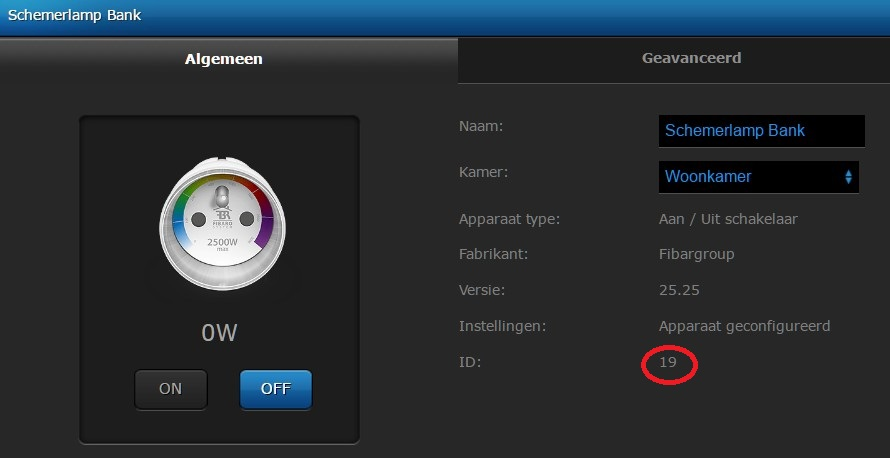 Schemerlamp Bank
Algemeen
Geavanceerd
FIBARO
2500W
max
0W
ON
OFF
Naam:
Schemerlamp Bank
Kamer:
Woonkamer
Apparaat type:
Aan / Uit schakelaar
Fabrikant:
Fibargroup
Versie:
25.25
Instellingen:
Apparaat geconfigureerd
ID:
19